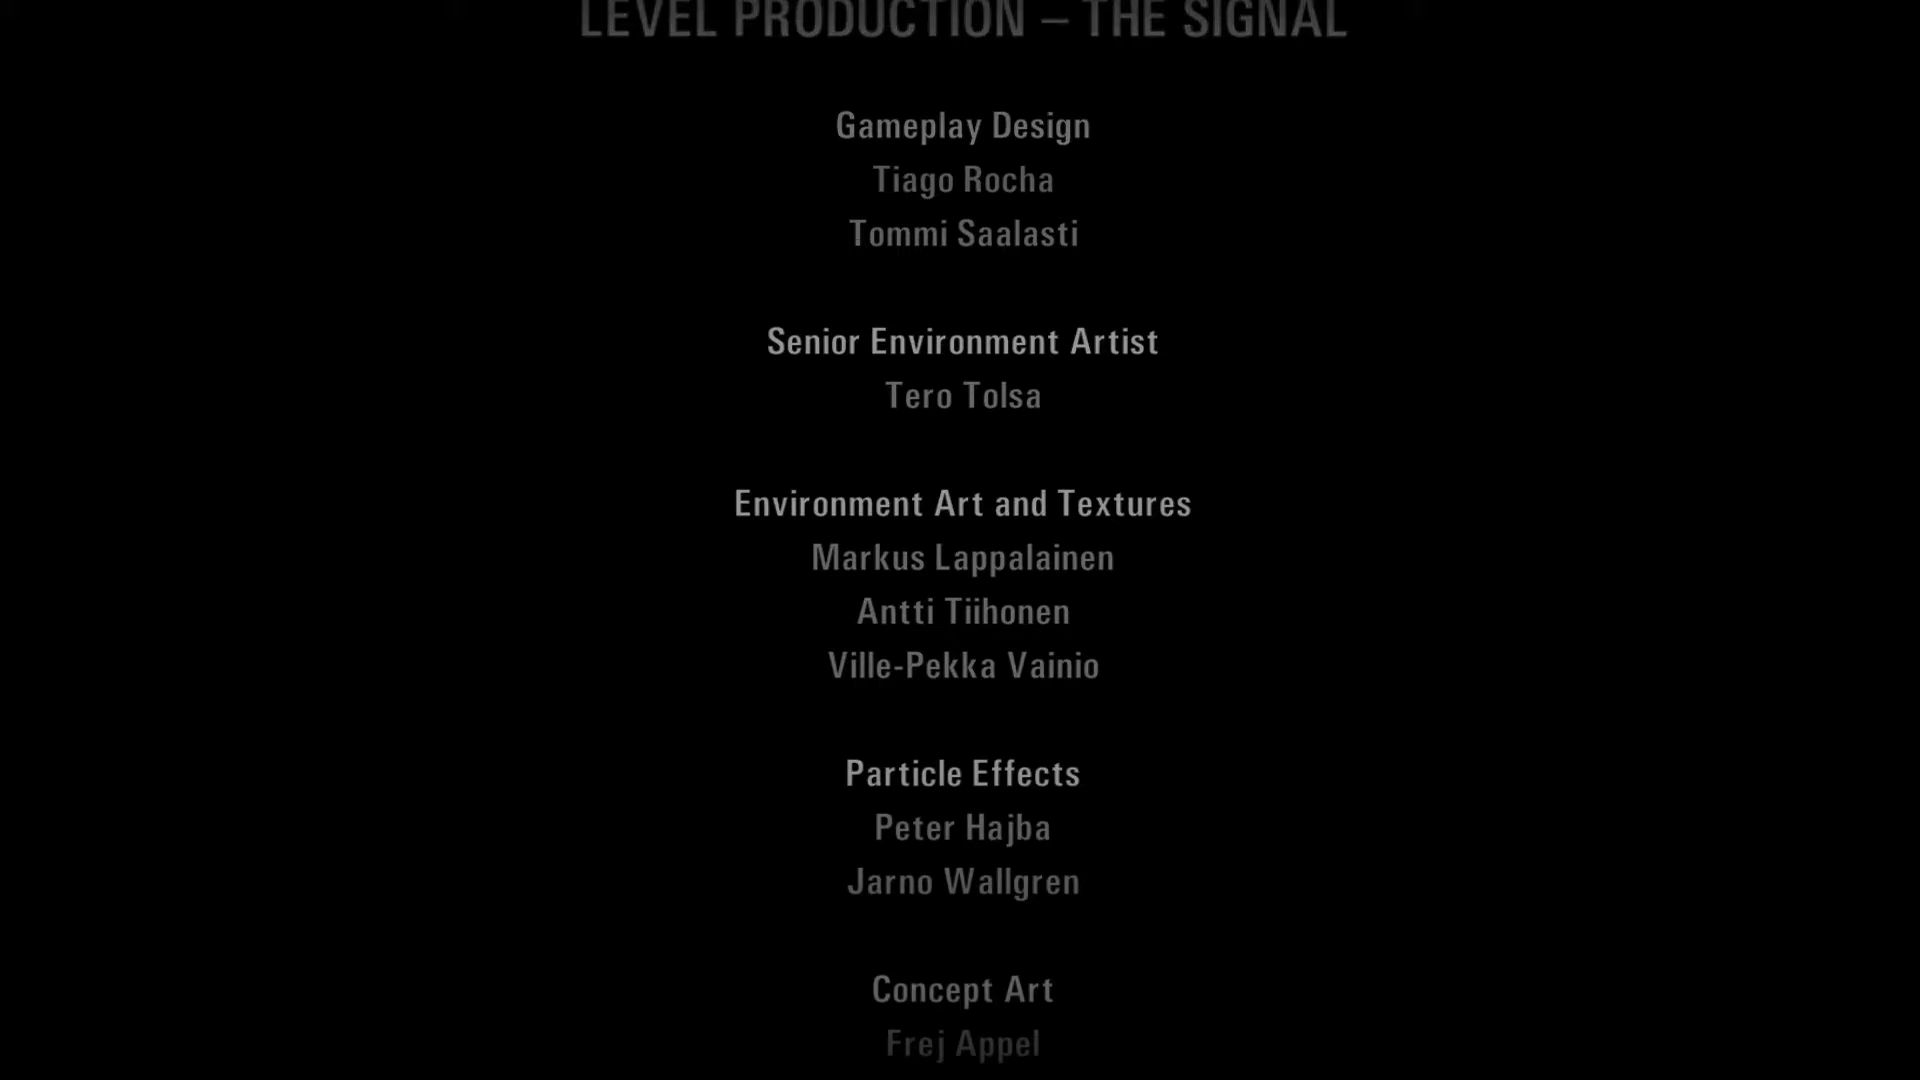 LEVEL PRODUCTION – THE SIGNAL
Gameplay Design
Tiago Rocha
Tommi Saalasti
Senior Environment Artist
Tero Tolsa
Environment Art and Textures
Markus Lappalainen
Antti Tiihonen
Ville-Pekka Vainio
Particle Effects
Peter Hajba
Jarno Wallgren
Concept Art
Frej Appel